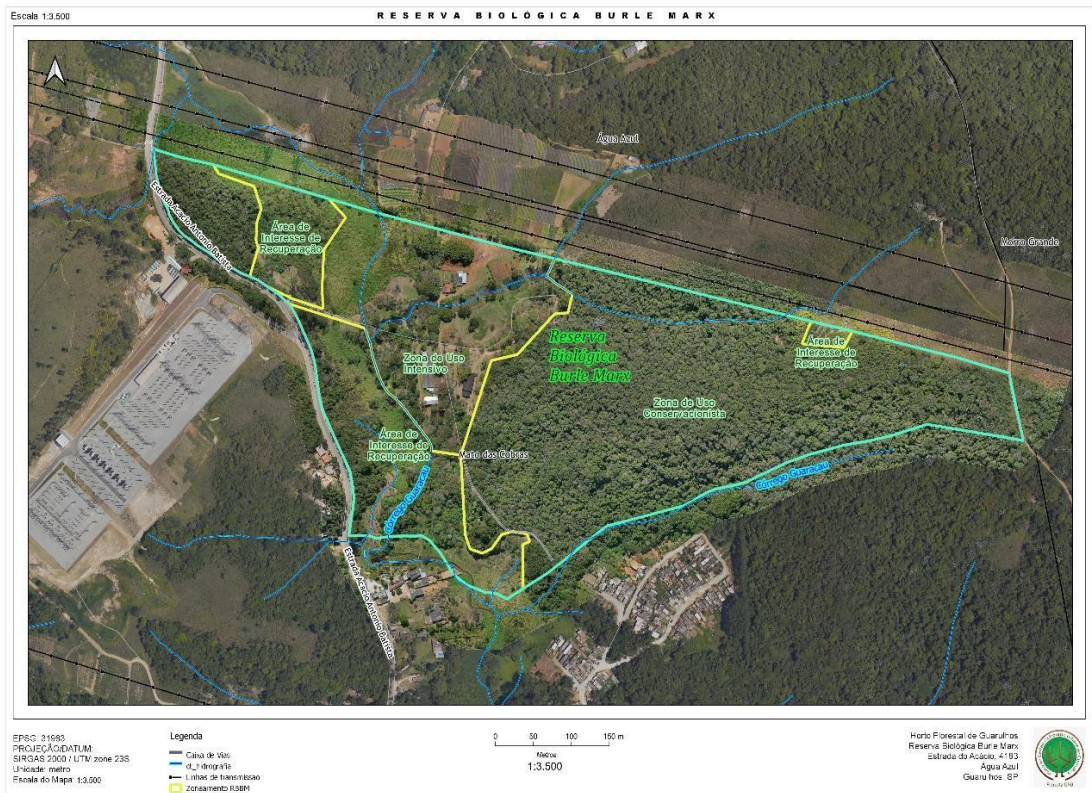 Escala 1:3.500
RESERVA BIOLÓGICA BURLE MARX
Água Azul
Morro Grande
Estrada Acácio Antonio Batista
Área de
Interesse de
Recuperação
Reserva
Biológica
Burle Marx
Zona de Uso
Intensivo
Área de
Interesse de
Recuperação
Zona de Uso
Conservacionista
Área de
Interesse de
Recuperação
Mato das Cobras
Córrego Guaracau
Córrego Guaracau
Estrada Acácio Antonio Batista
EPSG: 31983
PROJEÇÃO/DATUM:
SIRGAS 2000 / UTM zone 23S
Unidade: metro
Escala do Mapa: 1:3.500
Legenda
Caixa de Vias
Linhas de transmissão
Zoneamento RBBM
0 50 100 150 m
Metros
1:3.500
Horto Florestal de Guarulhos
Reserva Biológica Burle Marx
Estrada do Acácio, 4183
Água Azul
Guarulhos, SP